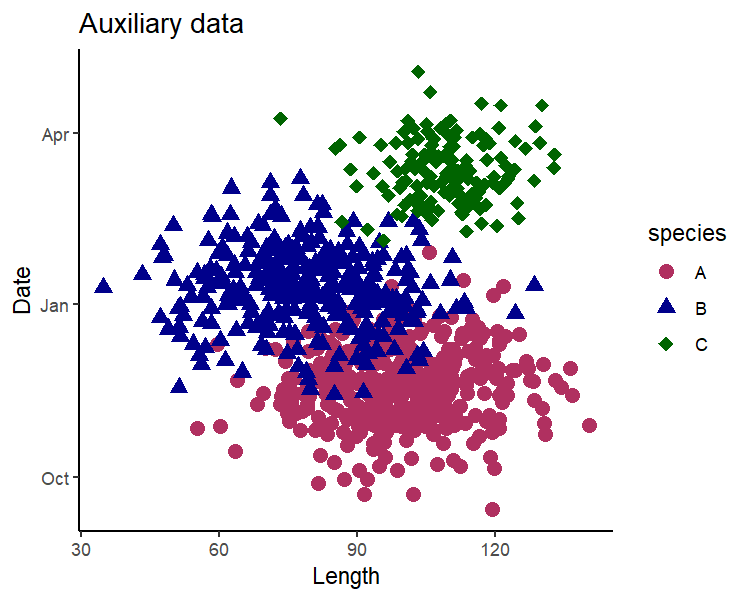 Auxiliary data
Apr
Jan
Oct
Date
30 60 90 120
Length
species
A
B
C